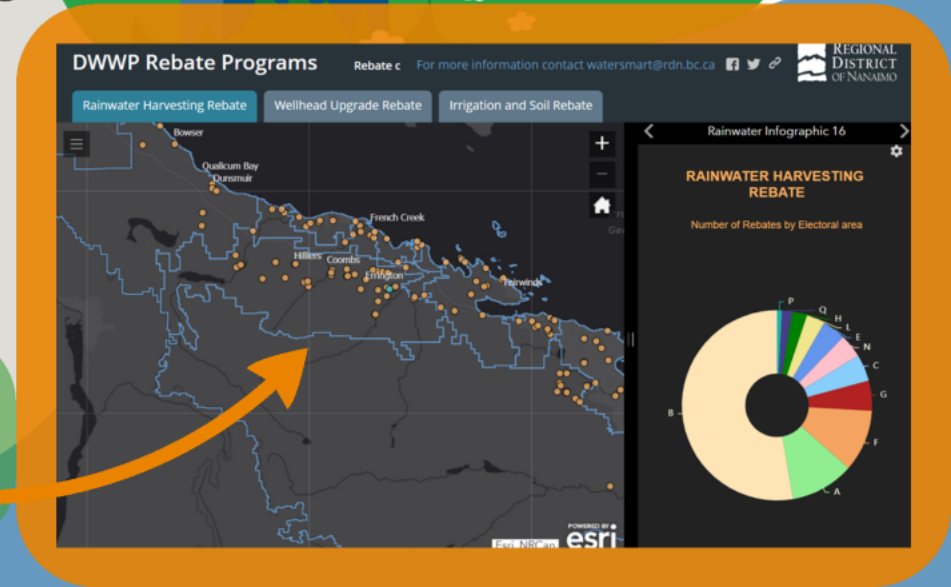 DWWP Rebate Programs
Rebate c
For more information contact watersmart@rdn.bc.ca
REGIONAL
DISTRICT
OF NANAIMO
Rainwater Harvesting Rebate
Wellhead Upgrade Rebate
Irrigation and Soil Rebate
Bowser
Qualicum Bay
Dunsmuir
French Creek
Hilliers
Coombs
Errington
Fairwinds
+
−
Rainwater Infographic 16
RAINWATER HARVESTING
REBATE
Number of Rebates by Electoral area
P
Q
H
L
E
N
C
G
F
A
B
POWERED BY
esri
Esri, NRCan